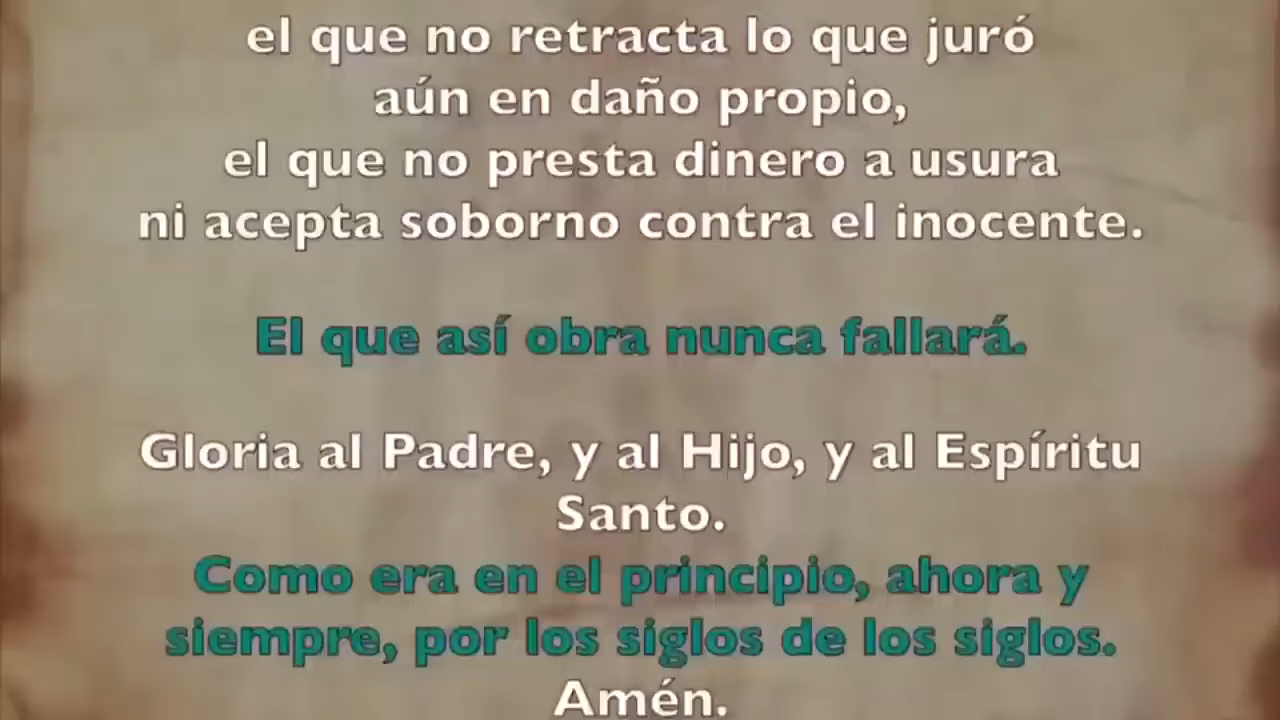 el que no retracta lo que juró
aún en daño propio,
el que no presta dinero a usura
ni acepta soborno contra el inocente.
El que así obra nunca fallará.
Gloria al Padre, y al Hijo, y al Espíritu
Santo.
Como era en el principio, ahora y
siempre, por los siglos de los siglos.
Amén.